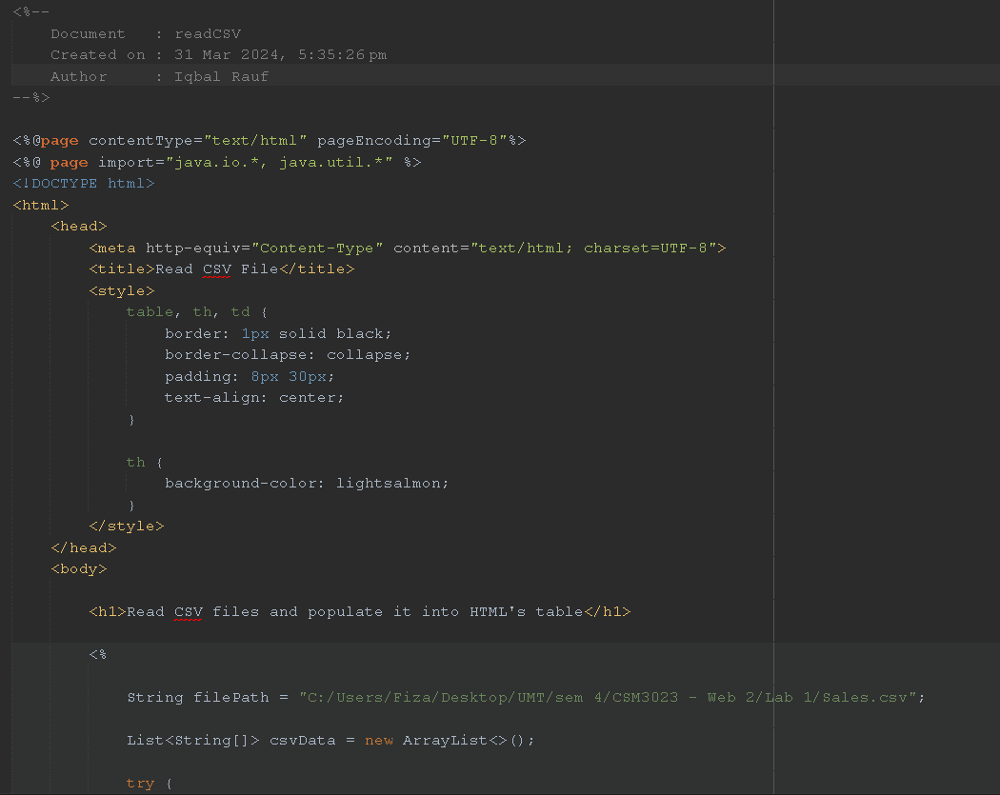 <%--
    Document   : readCSV
    Created on : 31 Mar 2024, 5:35:26 pm
    Author     : Iqbal Rauf
--%>
<%@page contentType="text/html" pageEncoding="UTF-8"%>
<%@ page import="java.io.*, java.util.*" %>
<!DOCTYPE html>
<html>
    <head>
        <meta http-equiv="Content-Type" content="text/html; charset=UTF-8">
        <title>Read CSV File</title>
        <style>
            table, th, td {
                border: 1px solid black;
                border-collapse: collapse;
                padding: 8px 30px;
                text-align: center;
            }
            th {
                background-color: lightsalmon;
            }
        </style>
    </head>
    <body>
        <h1>Read CSV files and populate it into HTML's table</h1>
        <%
            String filePath = "C:/Users/Fiza/Desktop/UMT/sem 4/CSM3023 - Web 2/Lab 1/Sales.csv";
            List<String[]> csvData = new ArrayList<>();
            try {